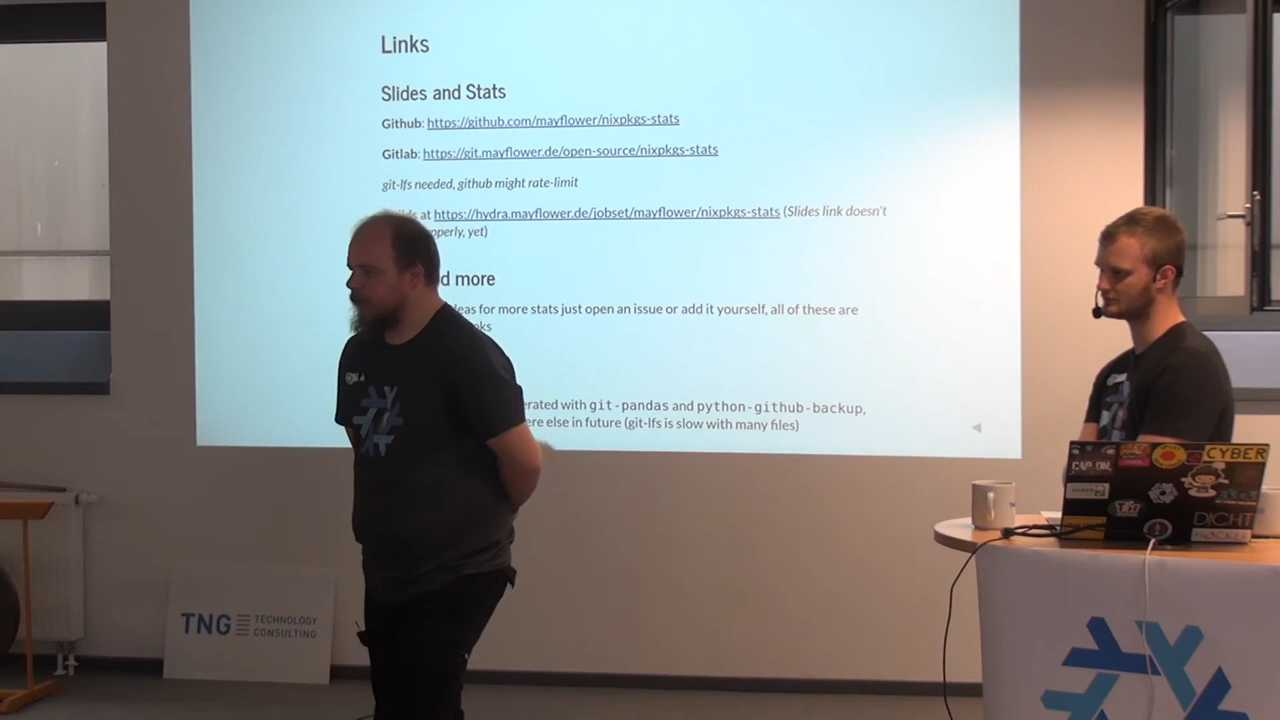 Links
Slides and Stats
Github: https://github.com/mayflower/nixpkgs-stats
Gitlab: https://git.mayflower.de/open-source/nixpkgs-stats
git-lfs needed, github might rate-limit
at https://hydra.mayflower.de/jobset/mayflower/nixpkgs-stats (Slides link doesn't
yet)
more
for more stats just open an issue or add it yourself, all of these are
with git-pandas and python-github-backup,
else in future (git-lfs is slow with many files)
CYBER
DICHT
TNG TECHNOLOGY
CONSULTING